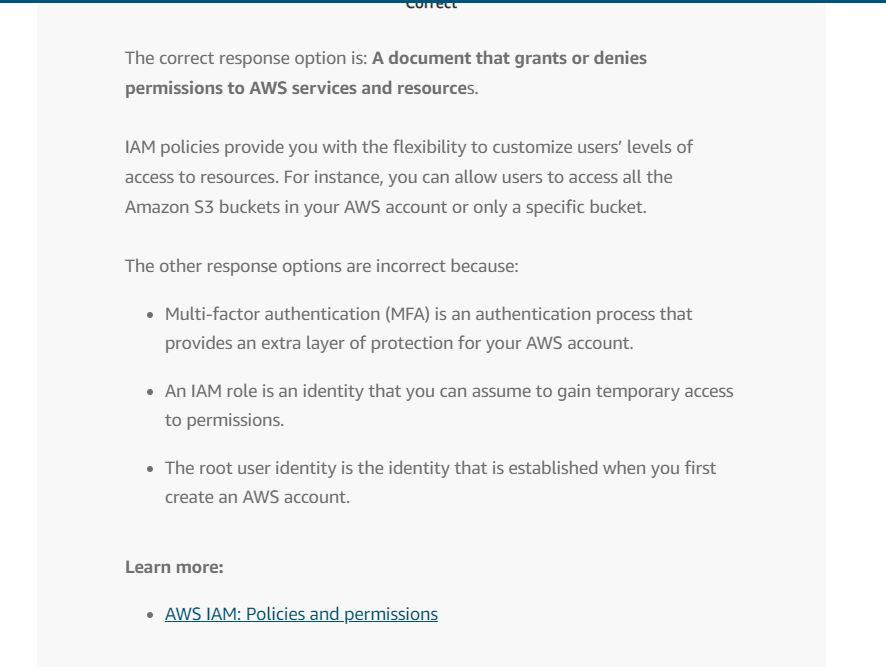 Correct
The correct response option is: A document that grants or denies
permissions to AWS services and resources.
IAM policies provide you with the flexibility to customize users’ levels of
access to resources. For instance, you can allow users to access all the
Amazon S3 buckets in your AWS account or only a specific bucket.
The other response options are incorrect because:
• Multi-factor authentication (MFA) is an authentication process that
provides an extra layer of protection for your AWS account.
• An IAM role is an identity that you can assume to gain temporary access
to permissions.
• The root user identity is the identity that is established when you first
create an AWS account.
Learn more:
• AWS IAM: Policies and permissions